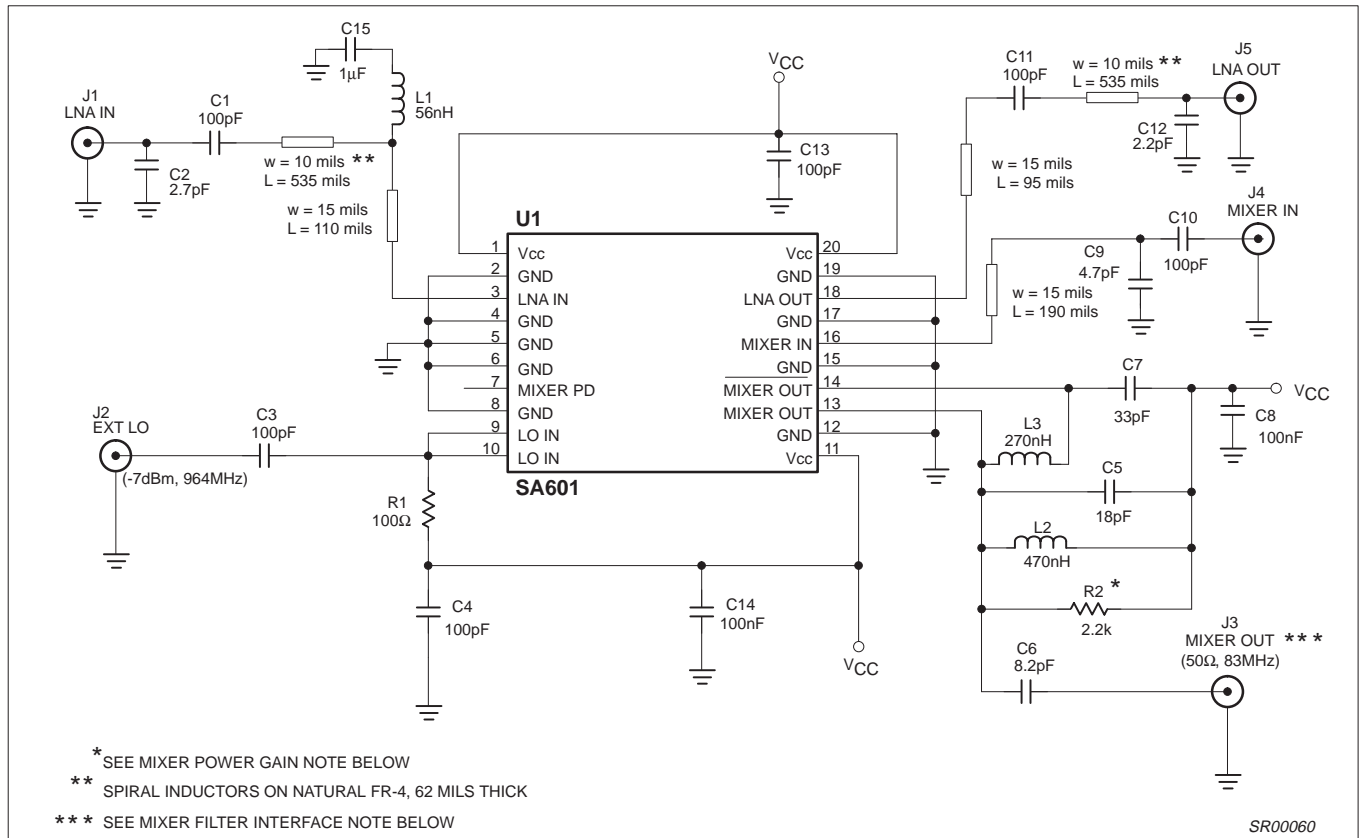 C15
1µF
L1
56nH
J1
LNA IN
C1
100pF
C2
2.7pF
w = 10 mils **
L = 535 mils
w = 15 mils
L = 110 mils
VCC
C13
100pF
C11
100pF
w = 10 mils **
L = 535 mils
J5
LNA OUT
C12
2.2pF
w = 15 mils
L = 95 mils
J4
MIXER IN
C10
100pF
C9
4.7pF
w = 15 mils
L = 190 mils
U1
1 Vcc
2 GND
3 LNA IN
4 GND
5 GND
6 GND
7 MIXER PD
8 GND
9 LO IN
10 LO IN
Vcc 20
GND 19
LNA OUT 18
GND 17
MIXER IN 16
GND 15
MIXER OUT 14
MIXER OUT 13
GND 12
Vcc 11
SA601
J2
EXT LO
(-7dBm, 964MHz)
C3
100pF
R1
100Ω
C4
100pF
C14
100nF
VCC
C7
33pF
VCC
C8
100nF
L3
270nH
C5
18pF
L2
470nH
R2 *
2.2k
C6
8.2pF
J3
MIXER OUT ***
(50Ω, 83MHz)
* SEE MIXER POWER GAIN NOTE BELOW
** SPIRAL INDUCTORS ON NATURAL FR-4, 62 MILS THICK
*** SEE MIXER FILTER INTERFACE NOTE BELOW
SR00060